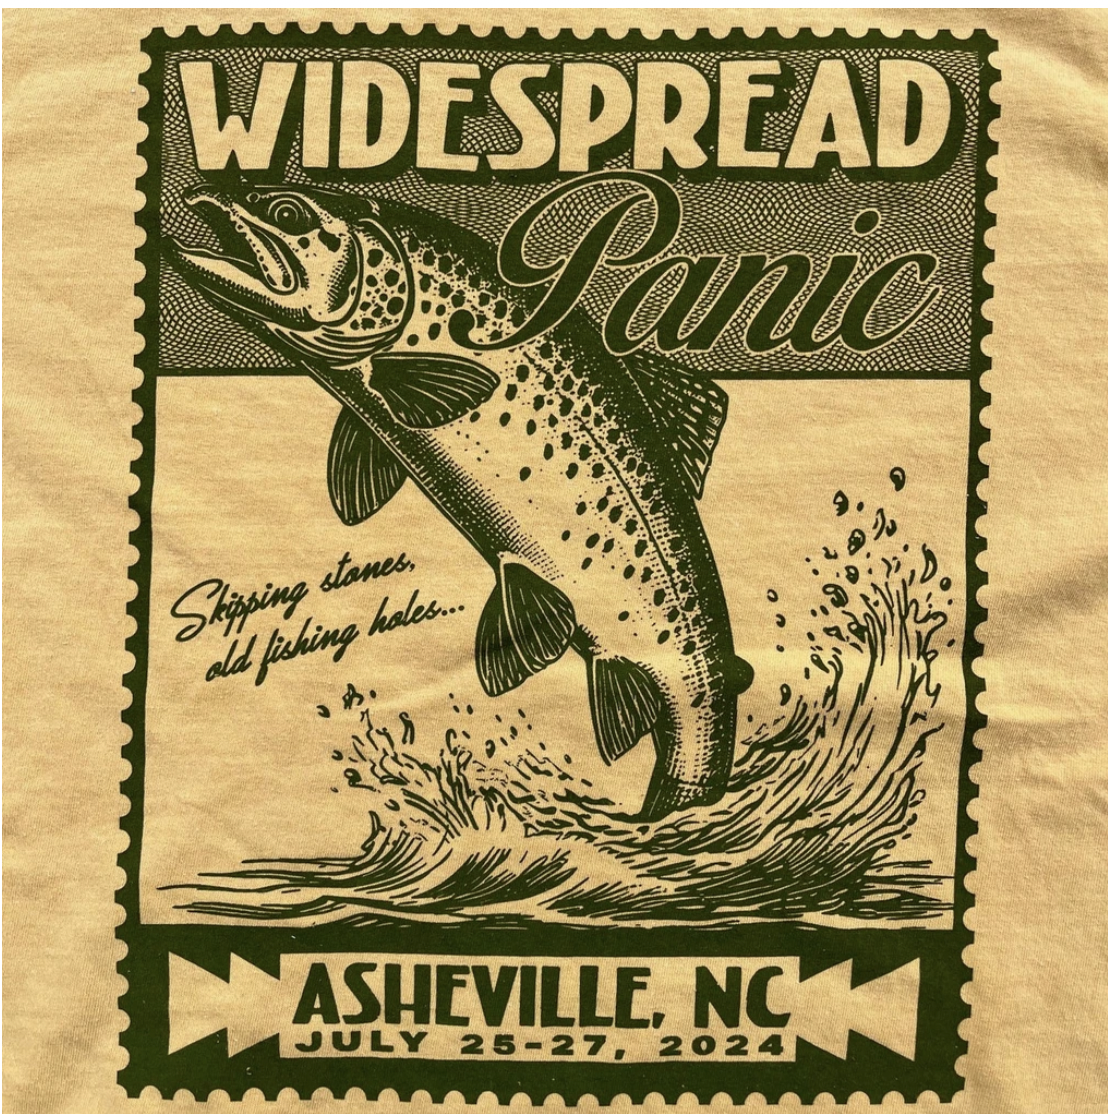 WIDESPREAD
Panic
Skipping stones,
old fishing holes...
ASHEVILLE, NC
JULY 25-27, 2024